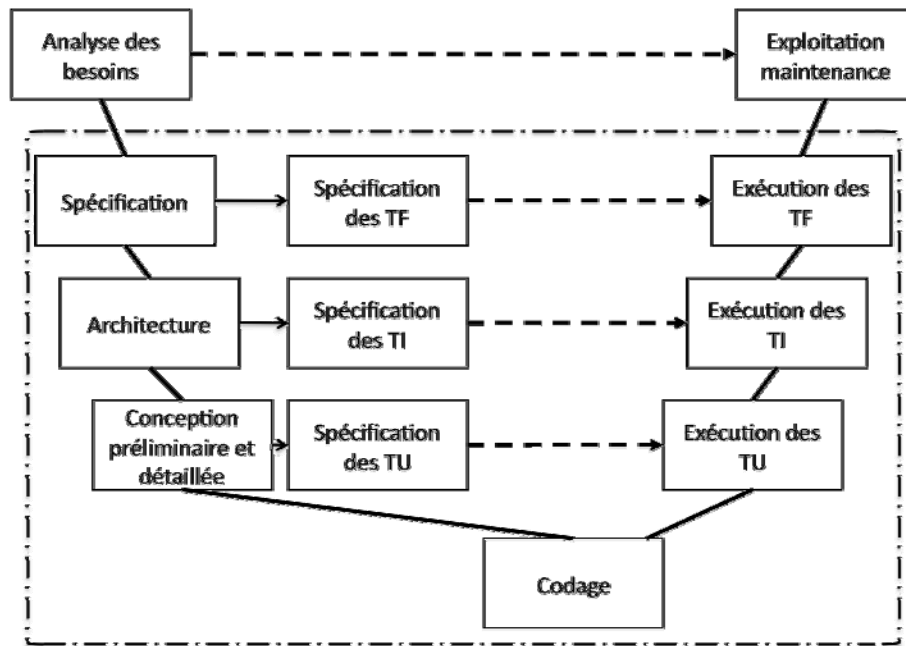 Analyse des
besoins
Exploitation
maintenance
Spécification
Spécification
des TF
Exécution des
TF
Architecture
Spécification
des TI
Exécution des
TI
Conception
préliminaire et
détaillée
Spécification
des TU
Exécution des
TU
Codage